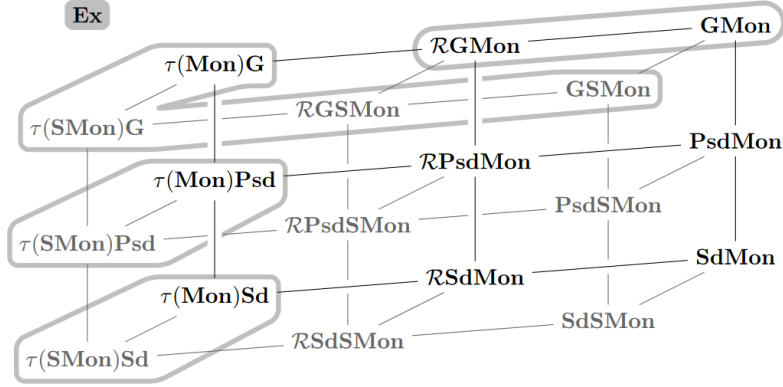 Ex
GMon
ℛGMon
τ(Mon)G
GSMon
ℛGSMon
τ(SMon)G
PsdMon
ℛPsdMon
τ(Mon)Psd
PsdSMon
ℛPsdSMon
τ(SMon)Psd
SdMon
ℛSdMon
τ(Mon)Sd
SdSMon
ℛSdSMon
τ(SMon)Sd